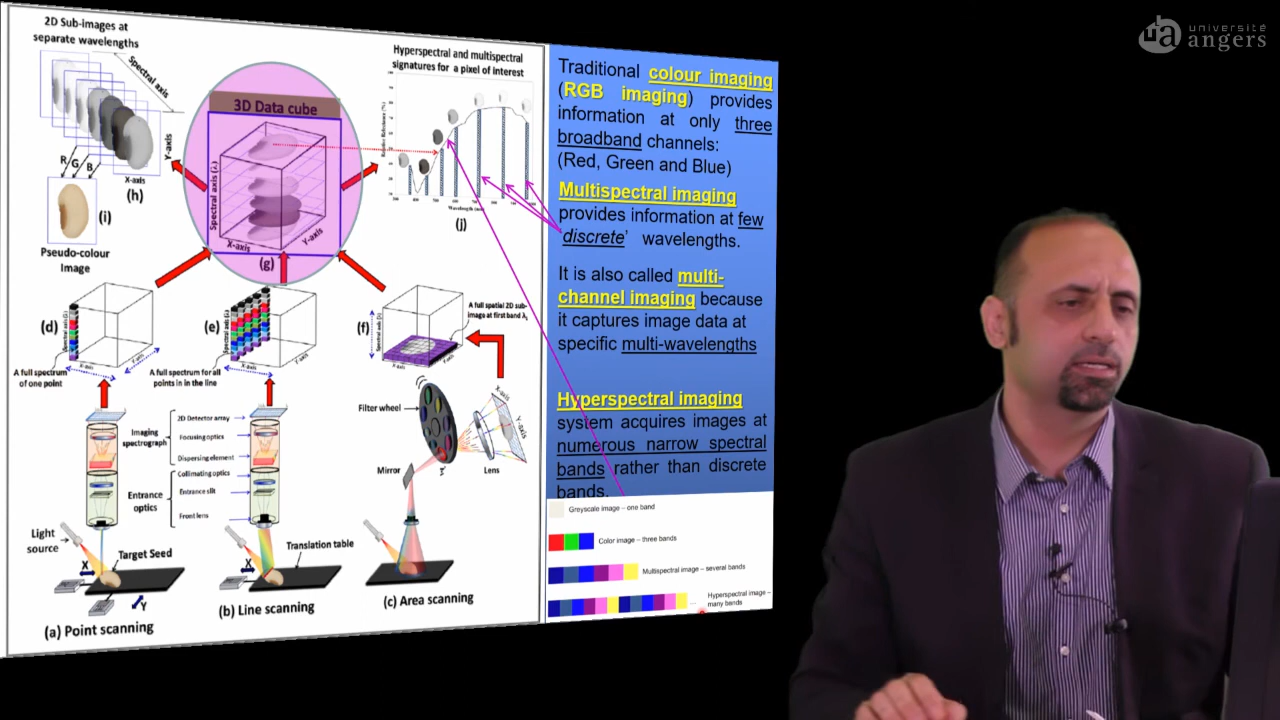 université
angers
2D Sub-images at
separate wavelengths
Spectral axis
Y-axis
X-axis
(h)
R G B
(i)
Pseudo-colour
Image
3D Data cube
Spectral axis (λ)
X-axis
Y-axis
(g)
Hyperspectral and multispectral
signatures for a pixel of interest
Wavelength (nm)
(j)
(d)
A full spectrum
of one point
(e)
A full spectrum for all
points in in the line
(f)
Spectral axis (λ)
A full spatial 2D sub-
image at first band λ1
Filter wheel
Mirror
Lens
X-axis
Y-axis
Imaging
spectrograph
2D Detector array
Focusing optics
Dispersing element
Entrance
optics
Collimating optics
Entrance slit
Front lens
Light
source
Target Seed
X
Y
Translation table
X
(a) Point scanning
(b) Line scanning
(c) Area scanning
Traditional colour imaging
(RGB imaging) provides
information at only three
broadband channels:
(Red, Green and Blue)
Multispectral imaging
provides information at few
'discrete' wavelengths.
It is also called multi-
channel imaging because
it captures image data at
specific multi-wavelengths
Hyperspectral imaging
system acquires images at
numerous narrow spectral
bands rather than discrete
bands.
Greyscale image – one band
Color image – three bands
Multispectral image – several bands
Hyperspectral image –
many bands
...